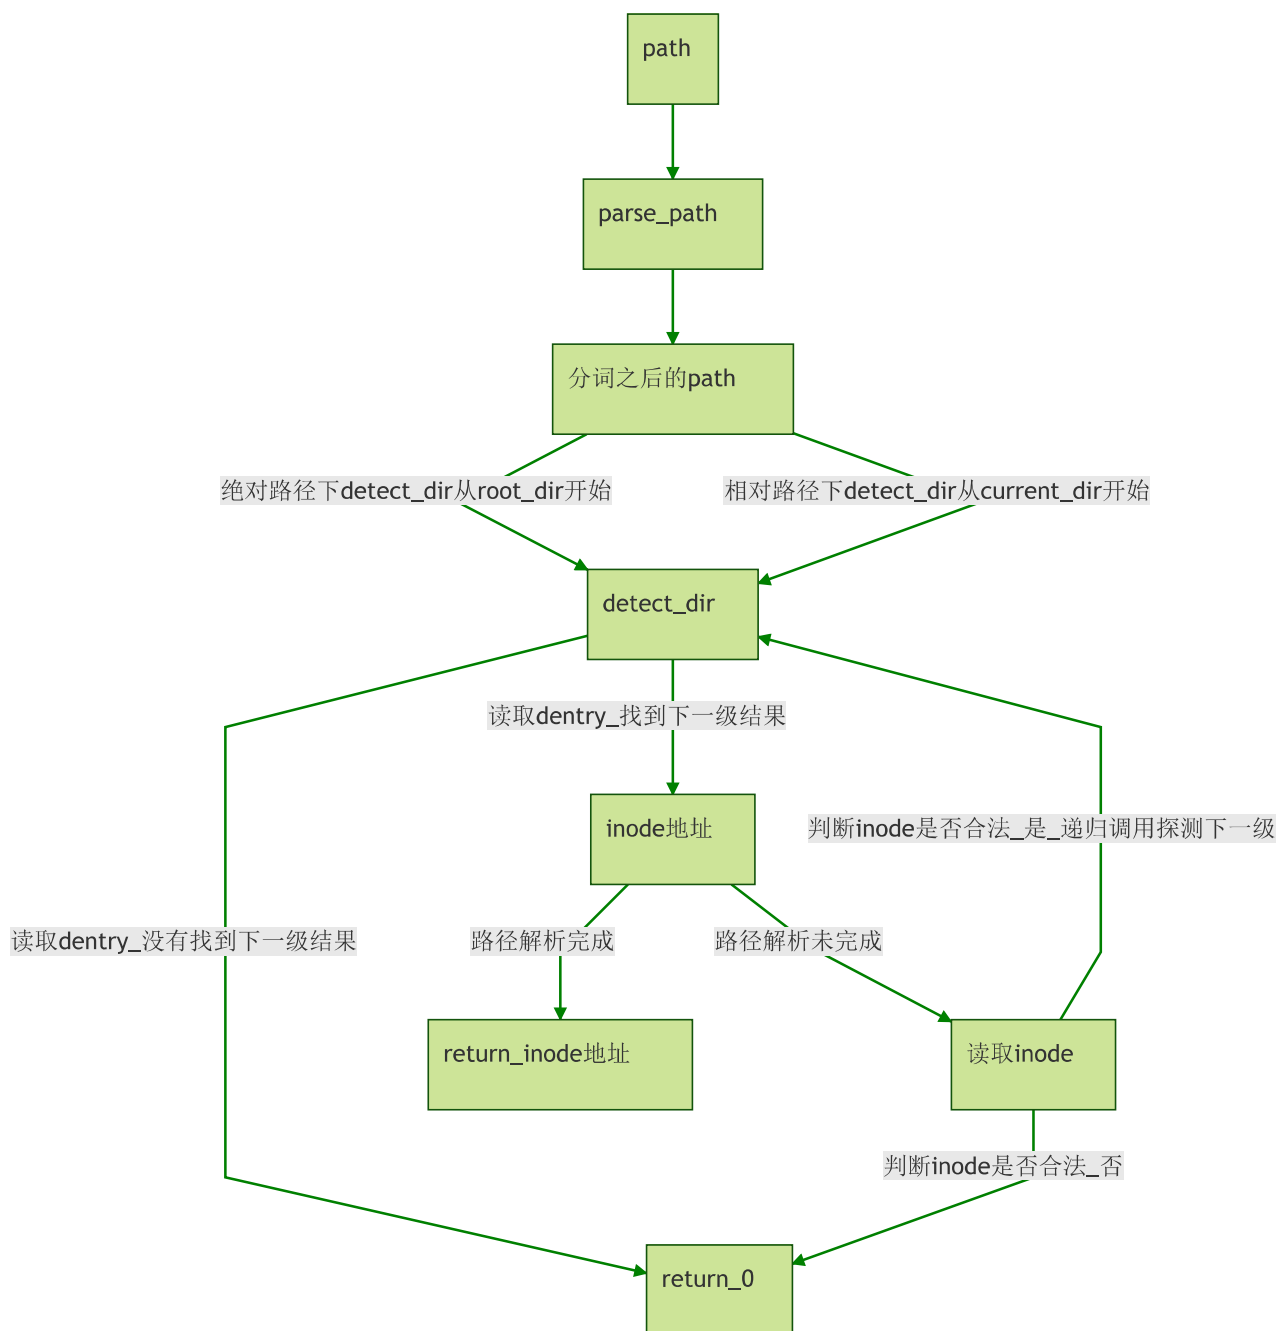 path
parse_path
分词之后的path
绝对路径下detect_dir从root_dir开始
相对路径下detect_dir从current_dir开始
detect_dir
读取dentry_找到下一级结果
inode地址
判断inode是否合法_是_递归调用探测下一级
读取dentry_没有找到下一级结果
路径解析完成
路径解析未完成
return_inode地址
读取inode
判断inode是否合法_否
return_0